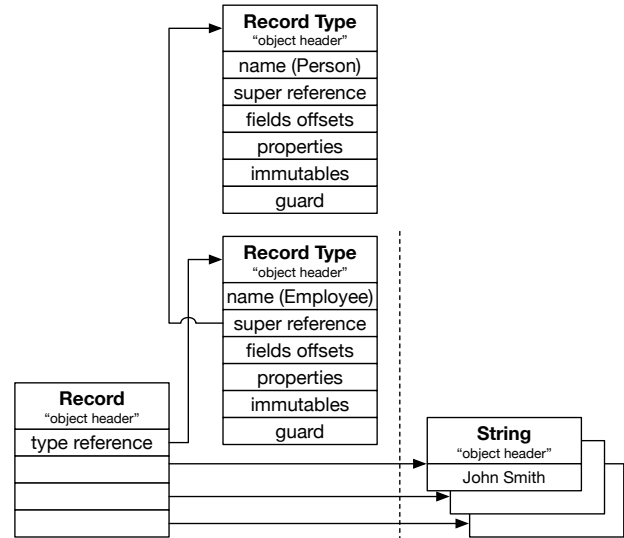 Record Type
“object header”
name (Person)
super reference
fields offsets
properties
immutables
guard
Record Type
“object header”
name (Employee)
super reference
fields offsets
properties
immutables
guard
Record
“object header”
type reference
String
“object header”
John Smith